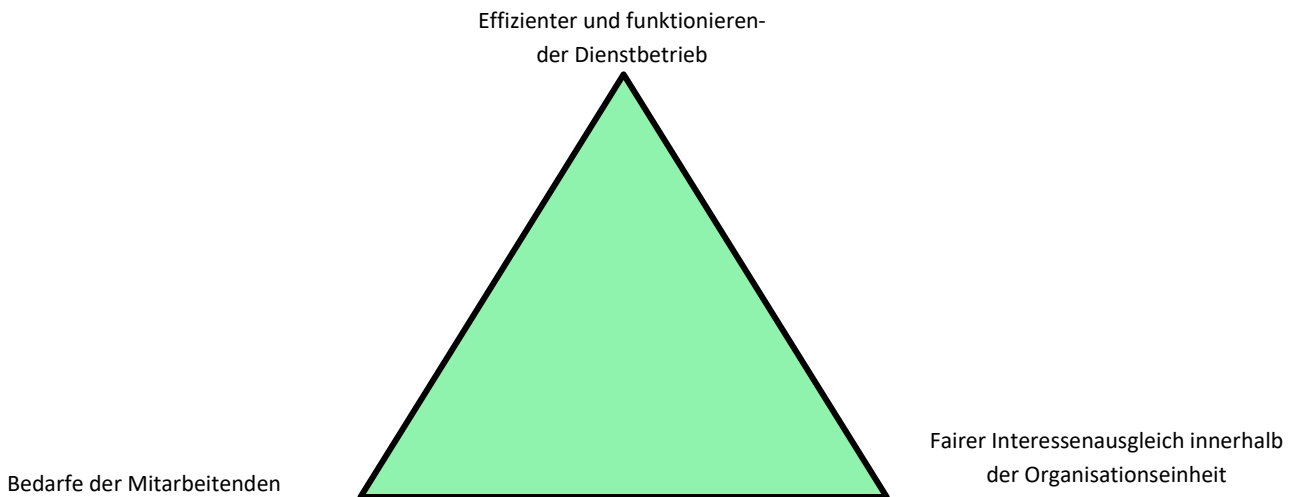 Effizienter und funktionieren-
der Dienstbetrieb
Bedarfe der Mitarbeitenden
Fairer Interessenausgleich innerhalb
der Organisationseinheit